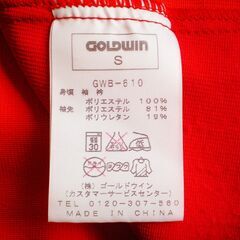 GOLDWIN
S
GWB-610
身頃 袖 衿
ポリエステル 100%
袖先 ポリエステル 81%
ポリウレタン 19%
30
(株)ゴールドウイン
(カスタマーサービスセンター)
TEL 0120-307-560
MADE IN CHINA